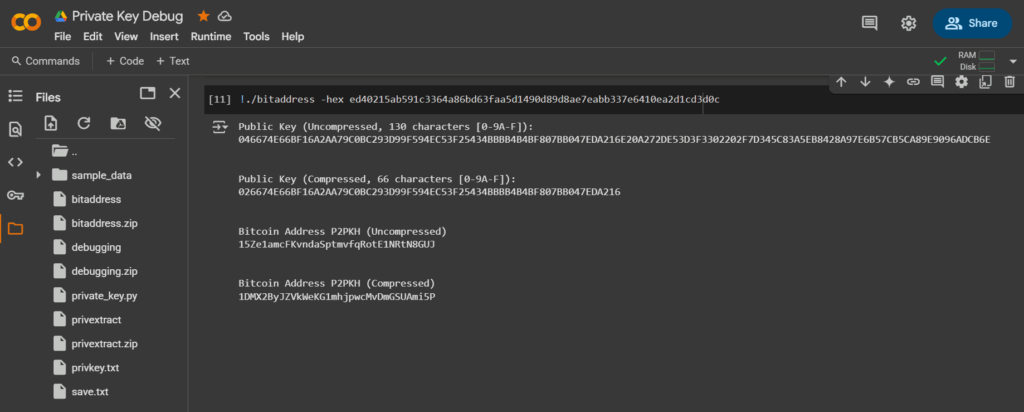 Private Key Debug
File Edit View Insert Runtime Tools Help
Share
Commands + Code + Text
RAM
Disk
Files
..
sample_data
bitaddress
bitaddress.zip
debugging
debugging.zip
private_key.py
privextract
privextract.zip
privkey.txt
save.txt
[11] !./bitaddress -hex ed40215ab591c3364a86bd63faa5d1490d89d8ae7eabb337e6410ea2d1cd3d0c
Public Key (Uncompressed, 130 characters [0-9A-F]):
046674E66BF16A2AA79C0BC293D99F594EC53F25434BBBB4B4BF807BB047EDA216E20A272DE53D3F3302202F7D345C83A5EB8428A97E6B57CB5CA89E9096ADCB6E
Public Key (Compressed, 66 characters [0-9A-F]):
026674E66BF16A2AA79C0BC293D99F594EC53F25434BBBB4B4BF807BB047EDA216
Bitcoin Address P2PKH (Uncompressed)
15Ze1amcFKvndaSptmvfqRotE1NRtN8GUJ
Bitcoin Address P2PKH (Compressed)
1DMX2ByJZVkWeKG1mhjpwcMvDmGSUAmi5P